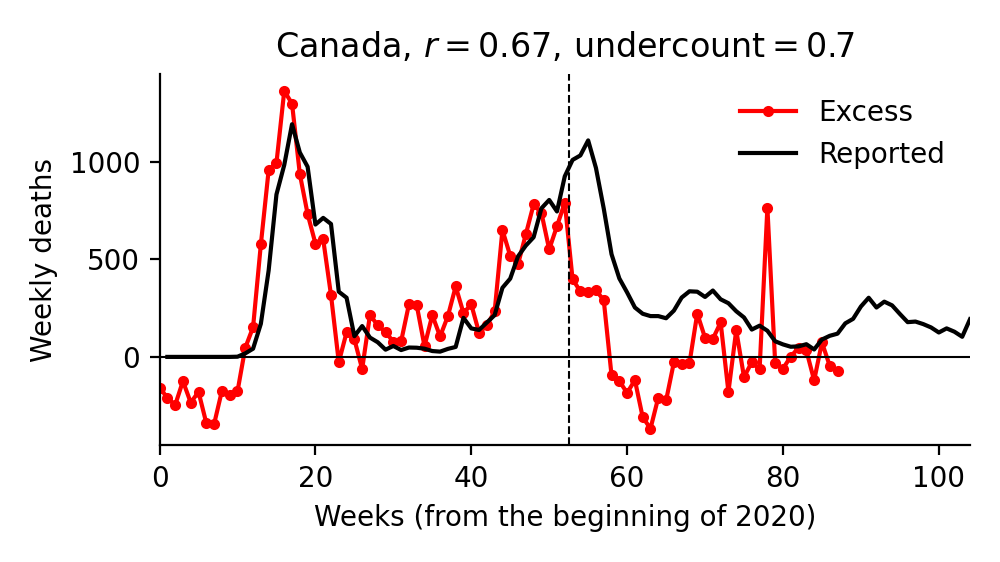 Canada, r = 0.67, undercount = 0.7
Excess
Reported
Weekly deaths
1000
500
0
0 20 40 60 80 100
Weeks (from the beginning of 2020)